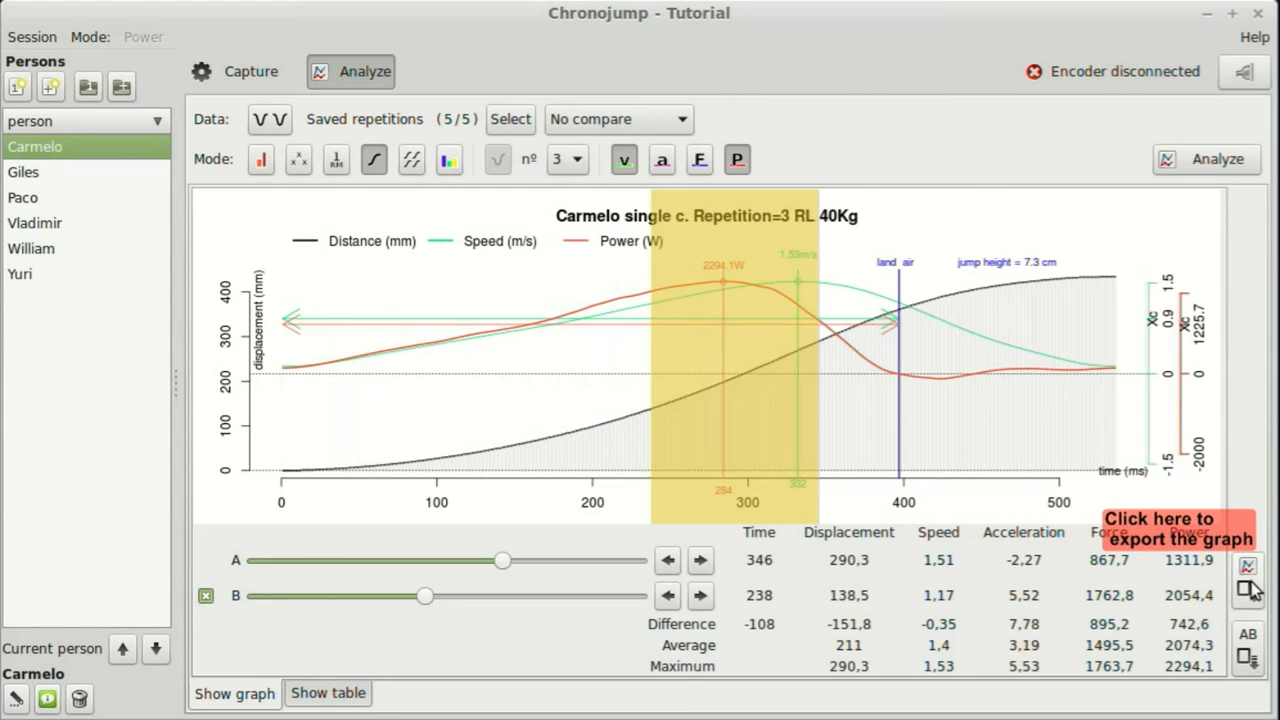 Chronojump - Tutorial
Session Mode: Power Help
Persons
person
Carmelo
Giles
Paco
Vladimir
William
Yuri
Current person
Carmelo
Capture Analyze Encoder disconnected
Data: Saved repetitions (5/5) Select No compare
Mode: 1 RM nº 3 v a F P Analyze
Carmelo single c. Repetition=3 RL 40Kg
Distance (mm) Speed (m/s) Power (W)
2294.1W 1.53m/s land air jump height = 7.3 cm
displacement (mm)
400
300
200
100
0
Xc 1.5 0.9 0 -1.5
Xc 1225.7 0 -2000
time (ms)
284 332
0 100 200 300 400 500
Click here to
export the graph
Time Displacement Speed Acceleration Force Power
A 346 290,3 1,51 -2,27 867,7 1311,9
B 238 138,5 1,17 5,52 1762,8 2054,4
Difference -108 -151,8 -0,35 7,78 895,2 742,6
Average 211 1,4 3,19 1495,5 2074,3
Maximum 290,3 1,53 5,53 1763,7 2294,1
AB
Show graph Show table